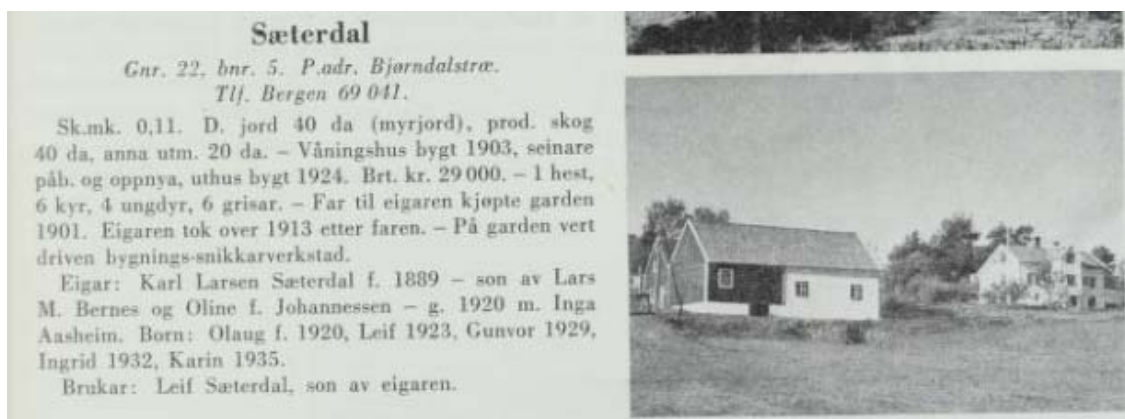 Sæterdal
Gnr. 22, bnr. 5. P.adr. Bjørndalstræ.
Tlf. Bergen 69 041.
Sk.mk. 0,11. D. jord 40 da (myrjord), prod. skog
40 da, anna utm. 20 da. – Våningshus bygt 1903, seinare
påb. og oppnya, uthus bygt 1924. Brt. kr. 29 000. – 1 hest,
6 kyr, 4 ungdyr, 6 grisar. – Far til eigaren kjøpte garden
1901. Eigaren tok over 1913 etter faren. – På garden vert
driven bygnings-snikkarverkstad.
Eigar: Karl Larsen Sæterdal f. 1889 – son av Lars
M. Bernes og Oline f. Johannessen – g. 1920 m. Inga
Aasheim. Born: Olaug f. 1920, Leif 1923, Gunvor 1929,
Ingrid 1932, Karin 1935.
Brukar: Leif Sæterdal, son av eigaren.